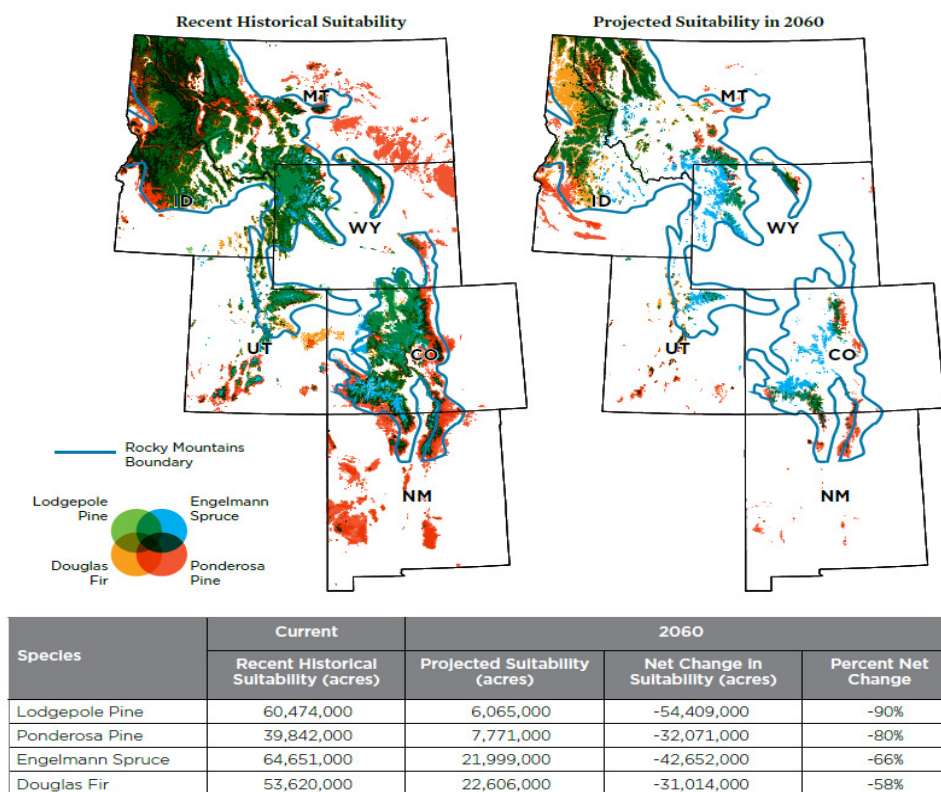 Recent Historical Suitability
Projected Suitability in 2060
MT
ID
WY
UT
CO
NM
MT
ID
WY
UT
CO
NM
Rocky Mountains
Boundary
Lodgepole
Pine
Engelmann
Spruce
Douglas
Fir
Ponderosa
Pine
Species
Current
2060
Recent Historical
Suitability (acres)
Projected Suitability
(acres)
Net Change in
Suitability (acres)
Percent Net
Change
Lodgepole Pine 60,474,000 6,065,000 -54,409,000 -90%
Ponderosa Pine 39,842,000 7,771,000 -32,071,000 -80%
Engelmann Spruce 64,651,000 21,999,000 -42,652,000 -66%
Douglas Fir 53,620,000 22,606,000 -31,014,000 -58%